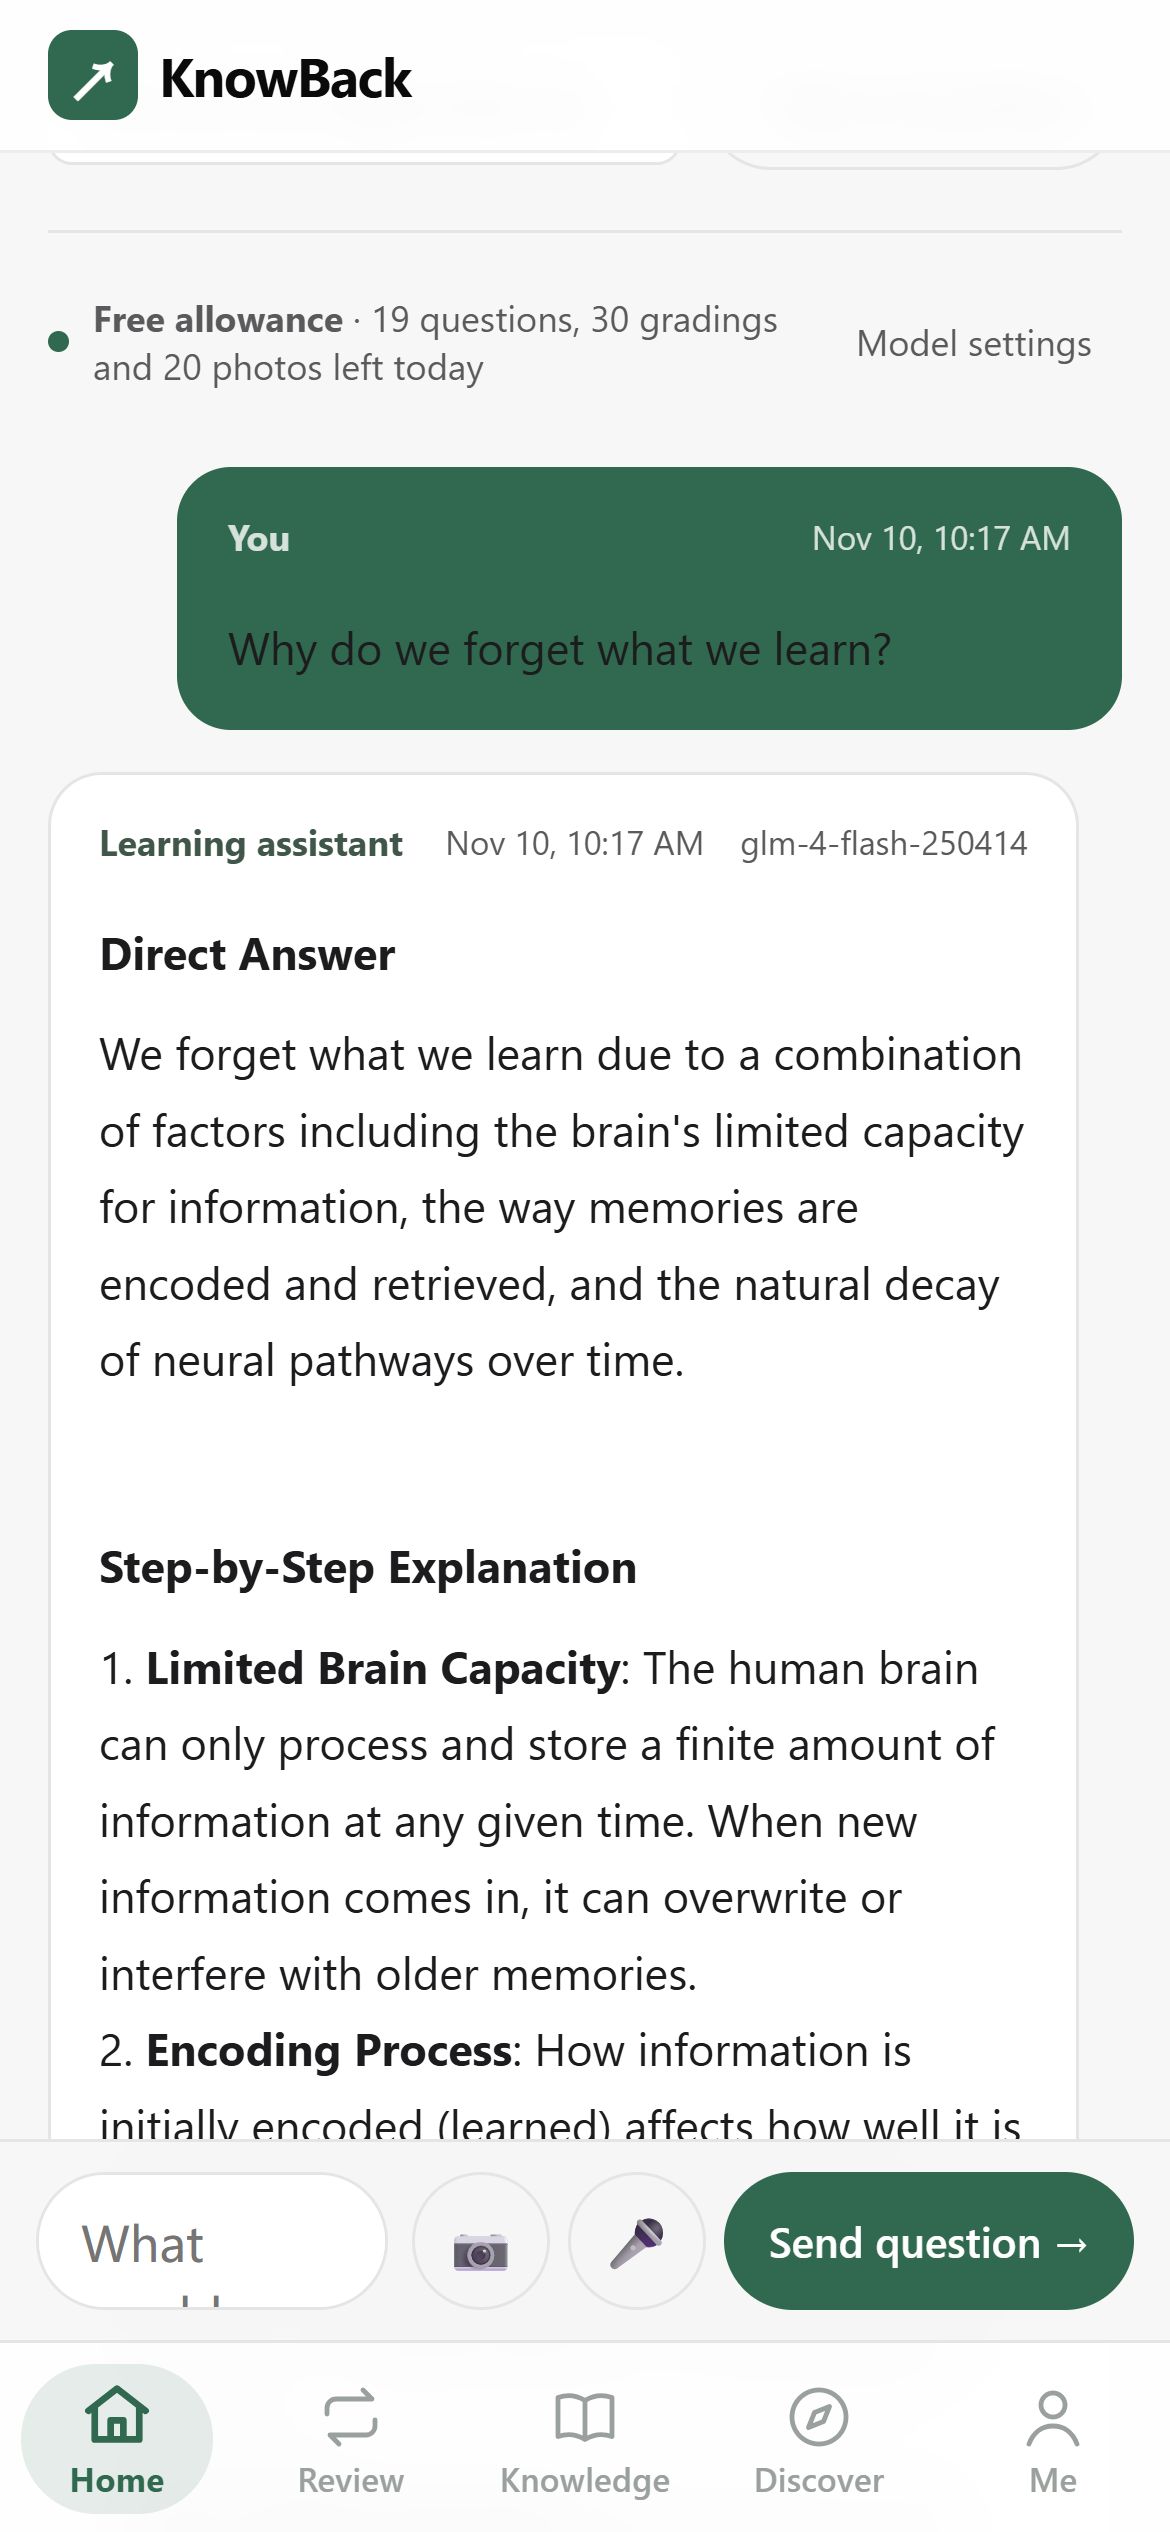 KnowBack
Free allowance · 19 questions, 30 gradings
and 20 photos left today
Model settings
You
Nov 10, 10:17 AM
Why do we forget what we learn?
Learning assistant
Nov 10, 10:17 AM
glm-4-flash-250414
Direct Answer
We forget what we learn due to a combination
of factors including the brain's limited capacity
for information, the way memories are
encoded and retrieved, and the natural decay
of neural pathways over time.
Step-by-Step Explanation
1. Limited Brain Capacity: The human brain
can only process and store a finite amount of
information at any given time. When new
information comes in, it can overwrite or
interfere with older memories.
2. Encoding Process: How information is
initially encoded (learned) affects how well it is
What
Send question →
Home
Review
Knowledge
Discover
Me